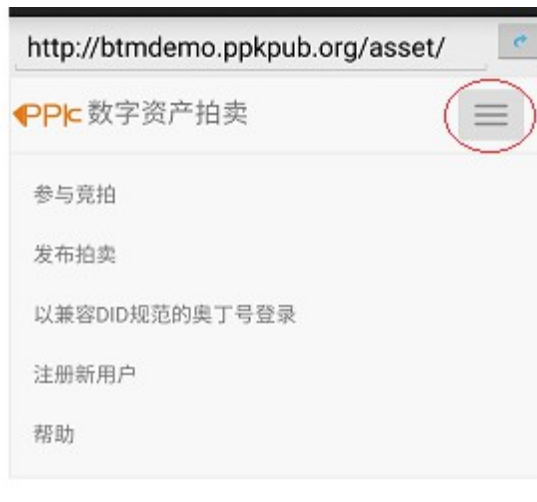 http://btmdemo.ppkpub.org/asset/
PPk 数字资产拍卖
参与竞拍
发布拍卖
以兼容DID规范的奥丁号登录
注册新用户
帮助